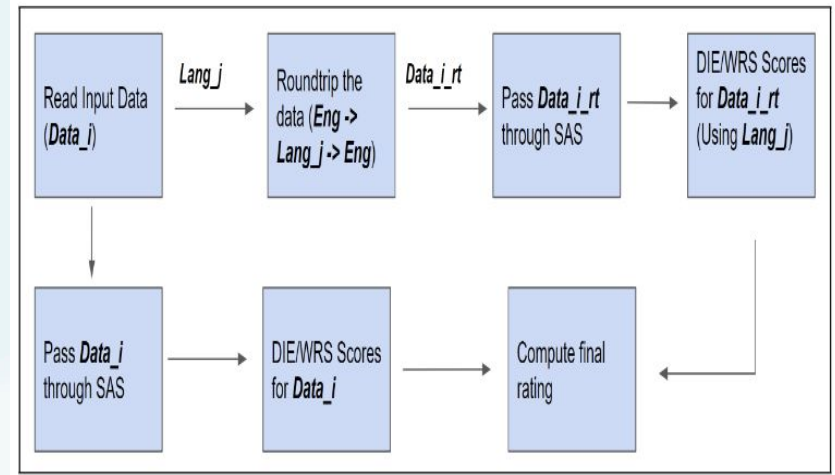 Read Input Data
(Data_i)
Lang_j
Roundtrip the
data (Eng ->
Lang_j -> Eng)
Data_i_rt
Pass Data_i_rt
through SAS
DIE/WRS Scores
for Data_i_rt
(Using Lang_j)
Pass Data_i
through SAS
DIE/WRS Scores
for Data_i
Compute final
rating